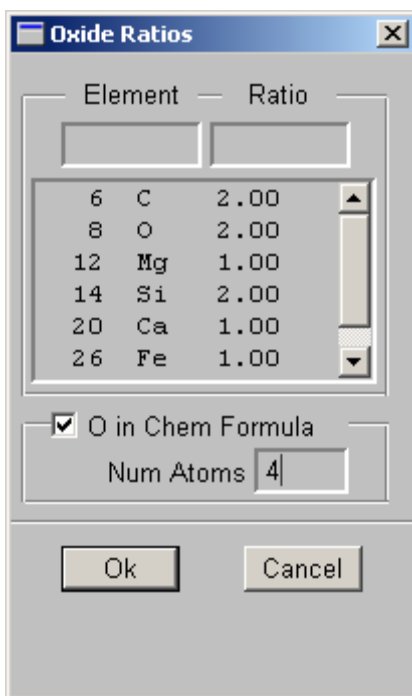 Oxide Ratios
Element Ratio
6 C 2.00
8 O 2.00
12 Mg 1.00
14 Si 2.00
20 Ca 1.00
26 Fe 1.00
O in Chem Formula
Num Atoms 4
Ok Cancel